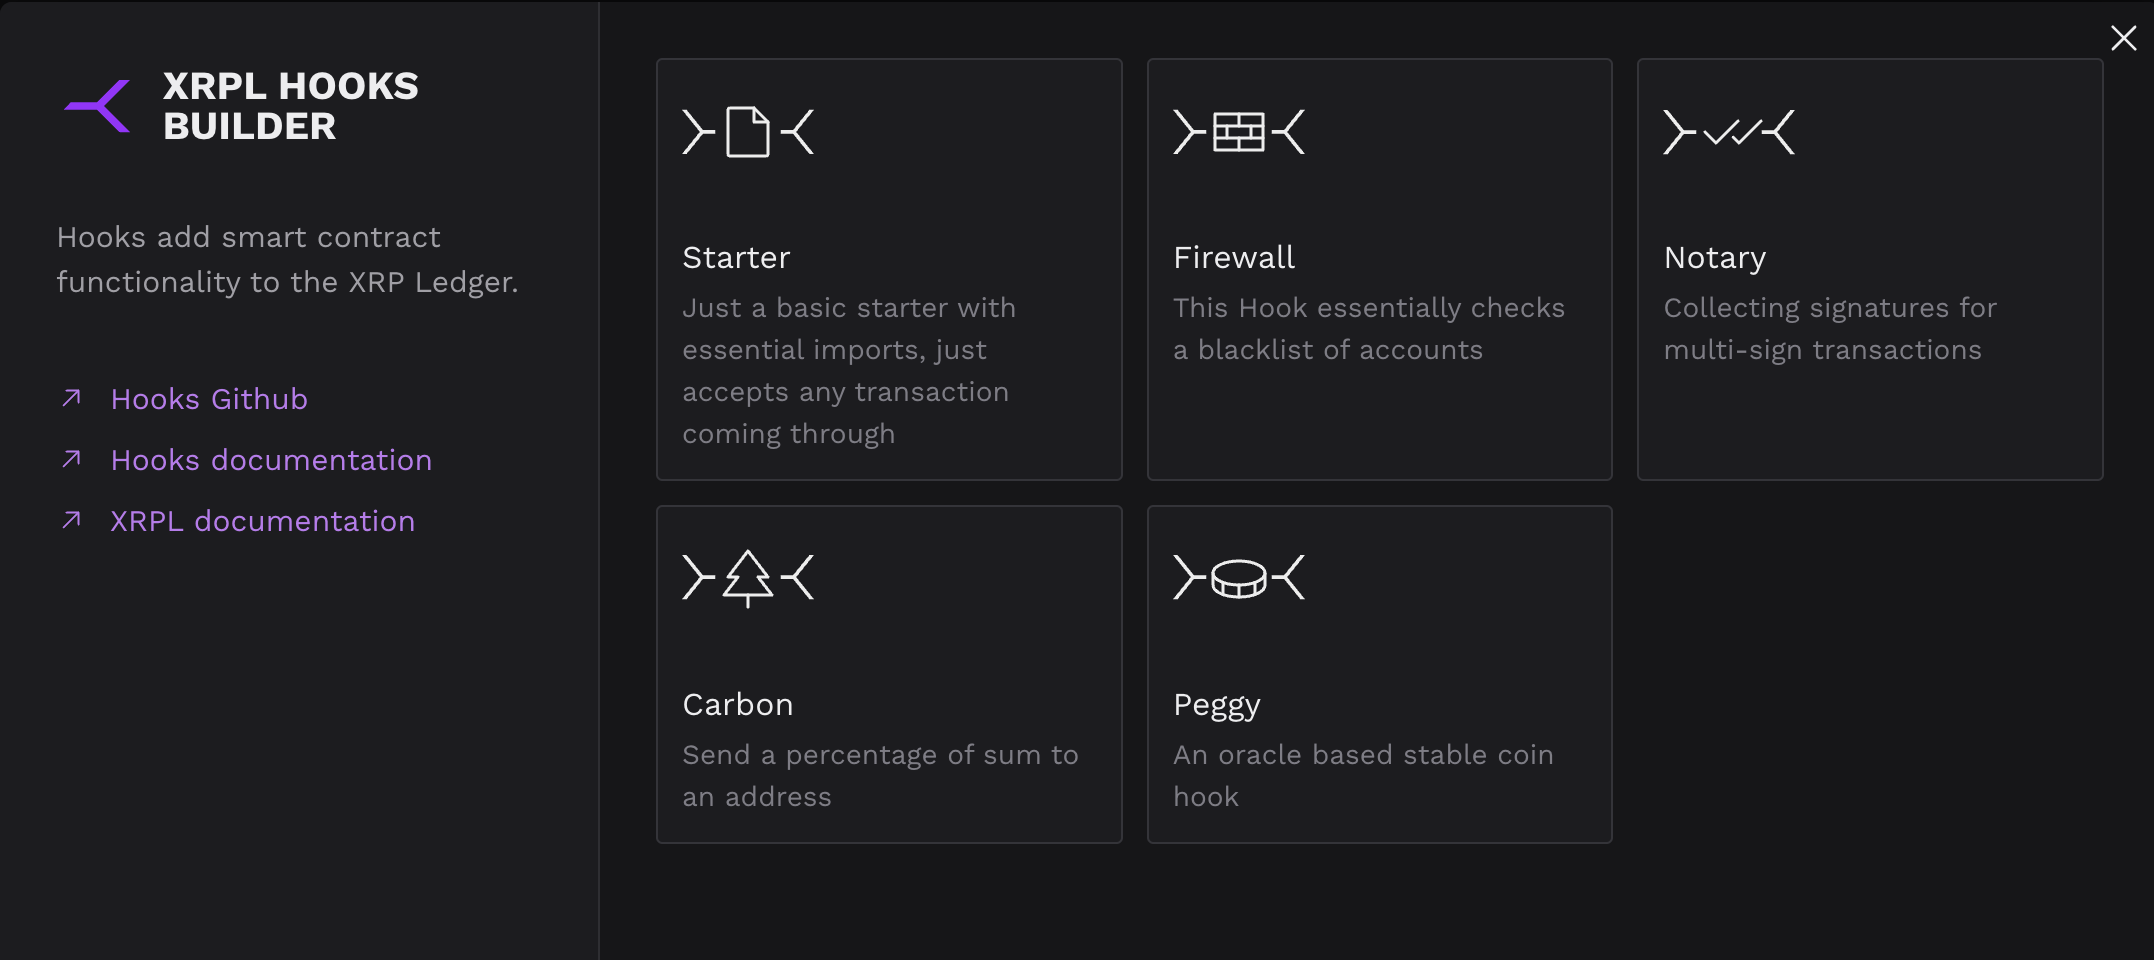 XRPL HOOKS
BUILDER
Hooks add smart contract
functionality to the XRP Ledger.
Hooks Github
Hooks documentation
XRPL documentation
Starter
Just a basic starter with
essential imports, just
accepts any transaction
coming through
Firewall
This Hook essentially checks
a blacklist of accounts
Notary
Collecting signatures for
multi-sign transactions
Carbon
Send a percentage of sum to
an address
Peggy
An oracle based stable coin
hook